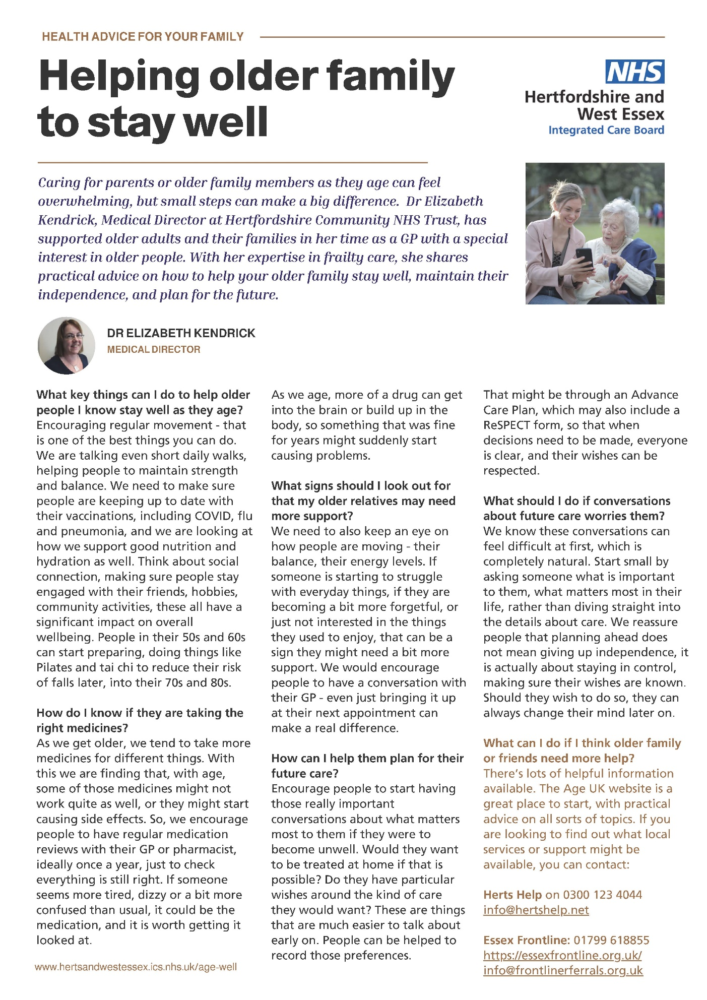 HEALTH ADVICE FOR YOUR FAMILY
Helping older family
to stay well
NHS
Hertfordshire and
West Essex
Integrated Care Board
Caring for parents or older family members as they age can feel
overwhelming, but small steps can make a big difference.  Dr Elizabeth
Kendrick, Medical Director at Hertfordshire Community NHS Trust, has
supported older adults and their families in her time as a GP with a special
interest in older people. With her expertise in frailty care, she shares
practical advice on how to help your older family stay well, maintain their
independence, and plan for the future.
DR ELIZABETH KENDRICK
MEDICAL DIRECTOR
What key things can I do to help older
people I know stay well as they age?
Encouraging regular movement - that
is one of the best things you can do.
We are talking even short daily walks,
helping people to maintain strength
and balance. We need to make sure
people are keeping up to date with
their vaccinations, including COVID, flu
and pneumonia, and we are looking at
how we support good nutrition and
hydration as well. Think about social
connection, making sure people stay
engaged with their friends, hobbies,
community activities, these all have a
significant impact on overall
wellbeing. People in their 50s and 60s
can start preparing, doing things like
Pilates and tai chi to reduce their risk
of falls later, into their 70s and 80s.
How do I know if they are taking the
right medicines?
As we get older, we tend to take more
medicines for different things. With
this we are finding that, with age,
some of those medicines might not
work quite as well, or they might start
causing side effects. So, we encourage
people to have regular medication
reviews with their GP or pharmacist,
ideally once a year, just to check
everything is still right. If someone
seems more tired, dizzy or a bit more
confused than usual, it could be the
medication, and it is worth getting it
looked at.
www.hertsandwestessex.ics.nhs.uk/age-well
As we age, more of a drug can get
into the brain or build up in the
body, so something that was fine
for years might suddenly start
causing problems.
What signs should I look out for
that my older relatives may need
more support?
We need to also keep an eye on
how people are moving - their
balance, their energy levels. If
someone is starting to struggle
with everyday things, if they are
becoming a bit more forgetful, or
just not interested in the things
they used to enjoy, that can be a
sign they might need a bit more
support. We would encourage
people to have a conversation with
their GP - even just bringing it up
at their next appointment can
make a real difference.
How can I help them plan for their
future care?
Encourage people to start having
those really important
conversations about what matters
most to them if they were to
become unwell. Would they want
to be treated at home if that is
possible? Do they have particular
wishes around the kind of care
they would want? These are things
that are much easier to talk about
early on. People can be helped to
record those preferences.
That might be through an Advance
Care Plan, which may also include a
ReSPECT form, so that when
decisions need to be made, everyone
is clear, and their wishes can be
respected.
What should I do if conversations
about future care worries them?
We know these conversations can
feel difficult at first, which is
completely natural. Start small by
asking someone what is important
to them, what matters most in their
life, rather than diving straight into
the details about care. We reassure
people that planning ahead does
not mean giving up independence, it
is actually about staying in control,
making sure their wishes are known.
Should they wish to do so, they can
always change their mind later on.
What can I do if I think older family
or friends need more help?
There's lots of helpful information
available. The Age UK website is a
great place to start, with practical
advice on all sorts of topics. If you
are looking to find out what local
services or support might be
available, you can contact:
Herts Help on 0300 123 4044
info@hertshelp.net
Essex Frontline: 01799 618855
https://essexfrontline.org.uk/
info@frontlinerferrals.org.uk